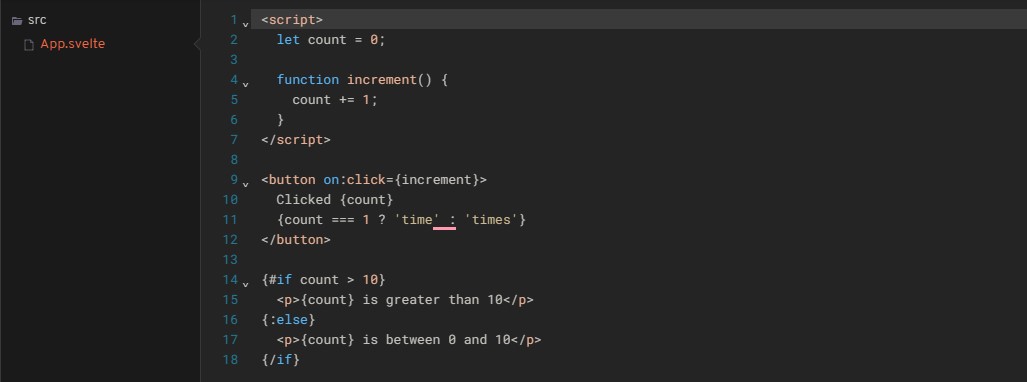 src
App.svelte
1 <script>
2   let count = 0;
3
4   function increment() {
5     count += 1;
6   }
7 </script>
8
9 <button on:click={increment}>
10   Clicked {count}
11   {count === 1 ? 'time' : 'times'}
12 </button>
13
14 {#if count > 10}
15   <p>{count} is greater than 10</p>
16 {:else}
17   <p>{count} is between 0 and 10</p>
18 {/if}